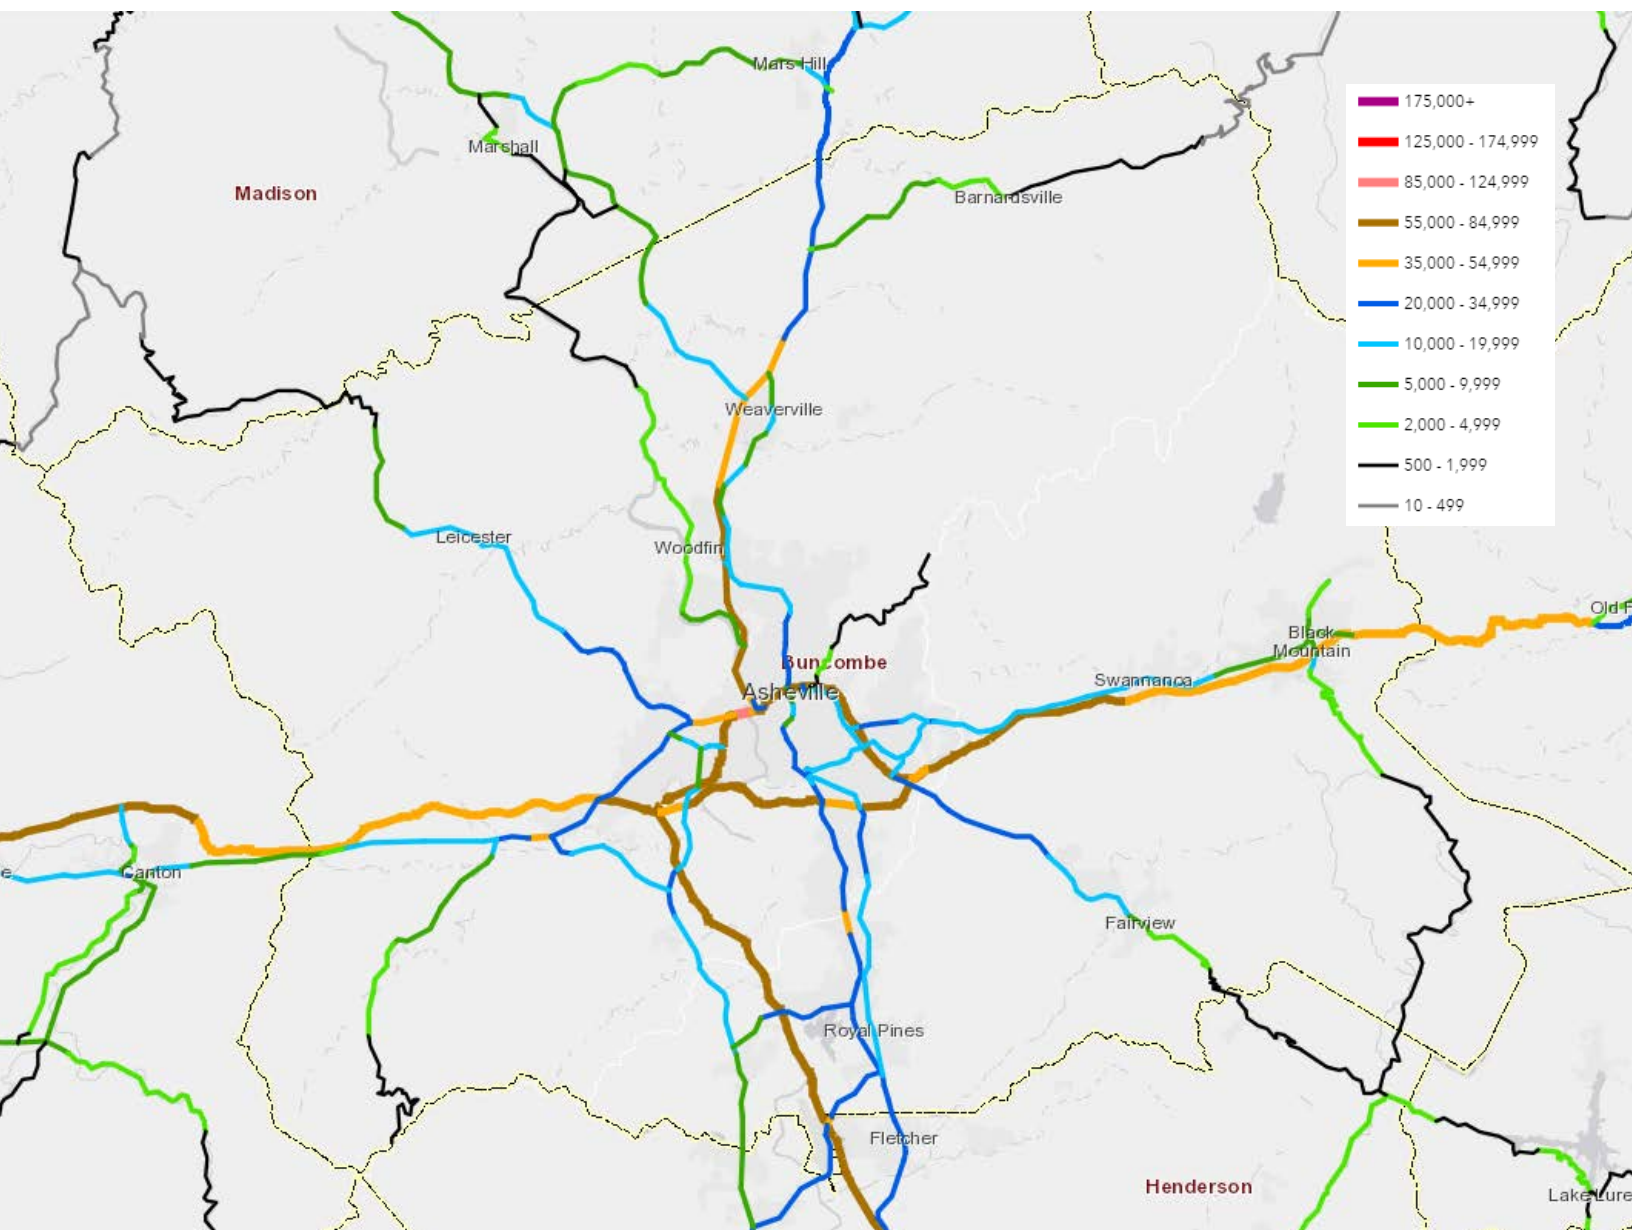 Mars Hill
175,000+
125,000 - 174,999
Marshall
85,000 - 124,999
Madison
Barnardsville
55,000 - 84,999
35,000 - 54,999
20,000 - 34,999
10,000 - 19,999
5,000 - 9,999
Weaverville
2,000 - 4,999
500 - 1,999
10 - 499
Leicester
Woodfin
Old F
Black
Mountain
Buncombe
Swannanoa
Asheville
e
Canton
Fairview
Royal Pines
Fletcher
Henderson
Lake Lure